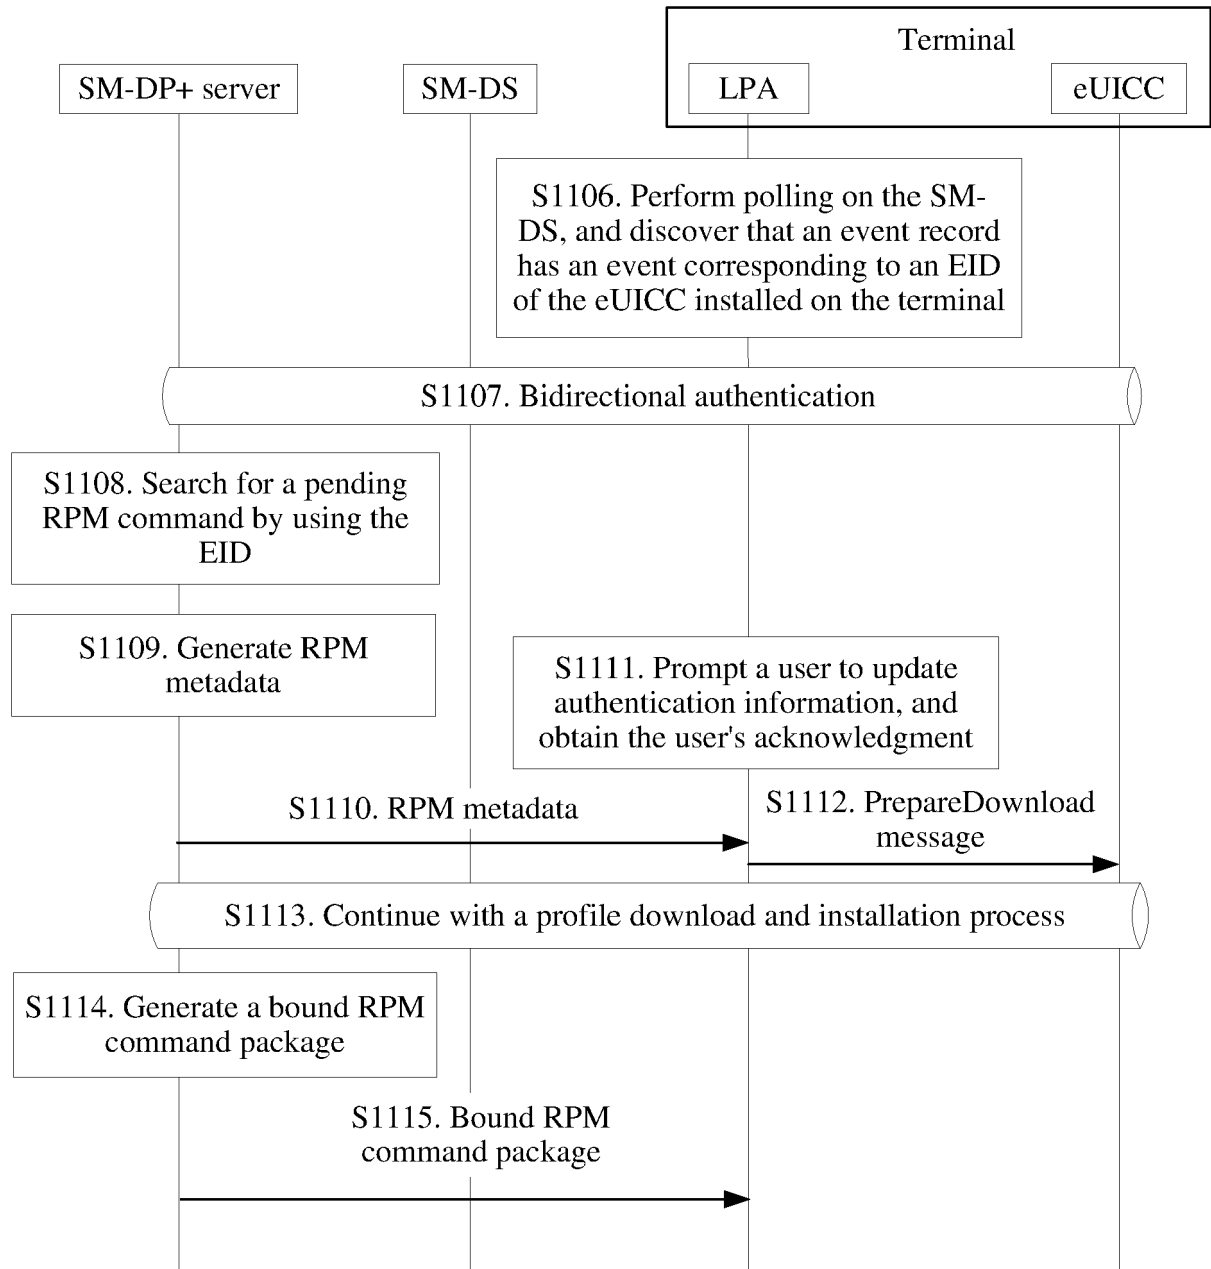 Terminal
SM-DP+ server
SM-DS
LPA
eUICC
S1106. Perform polling on the SM-
DS, and discover that an event record
has an event corresponding to an EID
of the eUICC installed on the terminal
S1107. Bidirectional authentication
S1108. Search for a pending
RPM command by using the
EID
S1109. Generate RPM
metadata
S1111. Prompt a user to update
authentication information, and
obtain the user's acknowledgment
S1110. RPM metadata
S1112. PrepareDownload
message
S1113. Continue with a profile download and installation process
S1114. Generate a bound RPM
command package
S1115. Bound RPM
command package